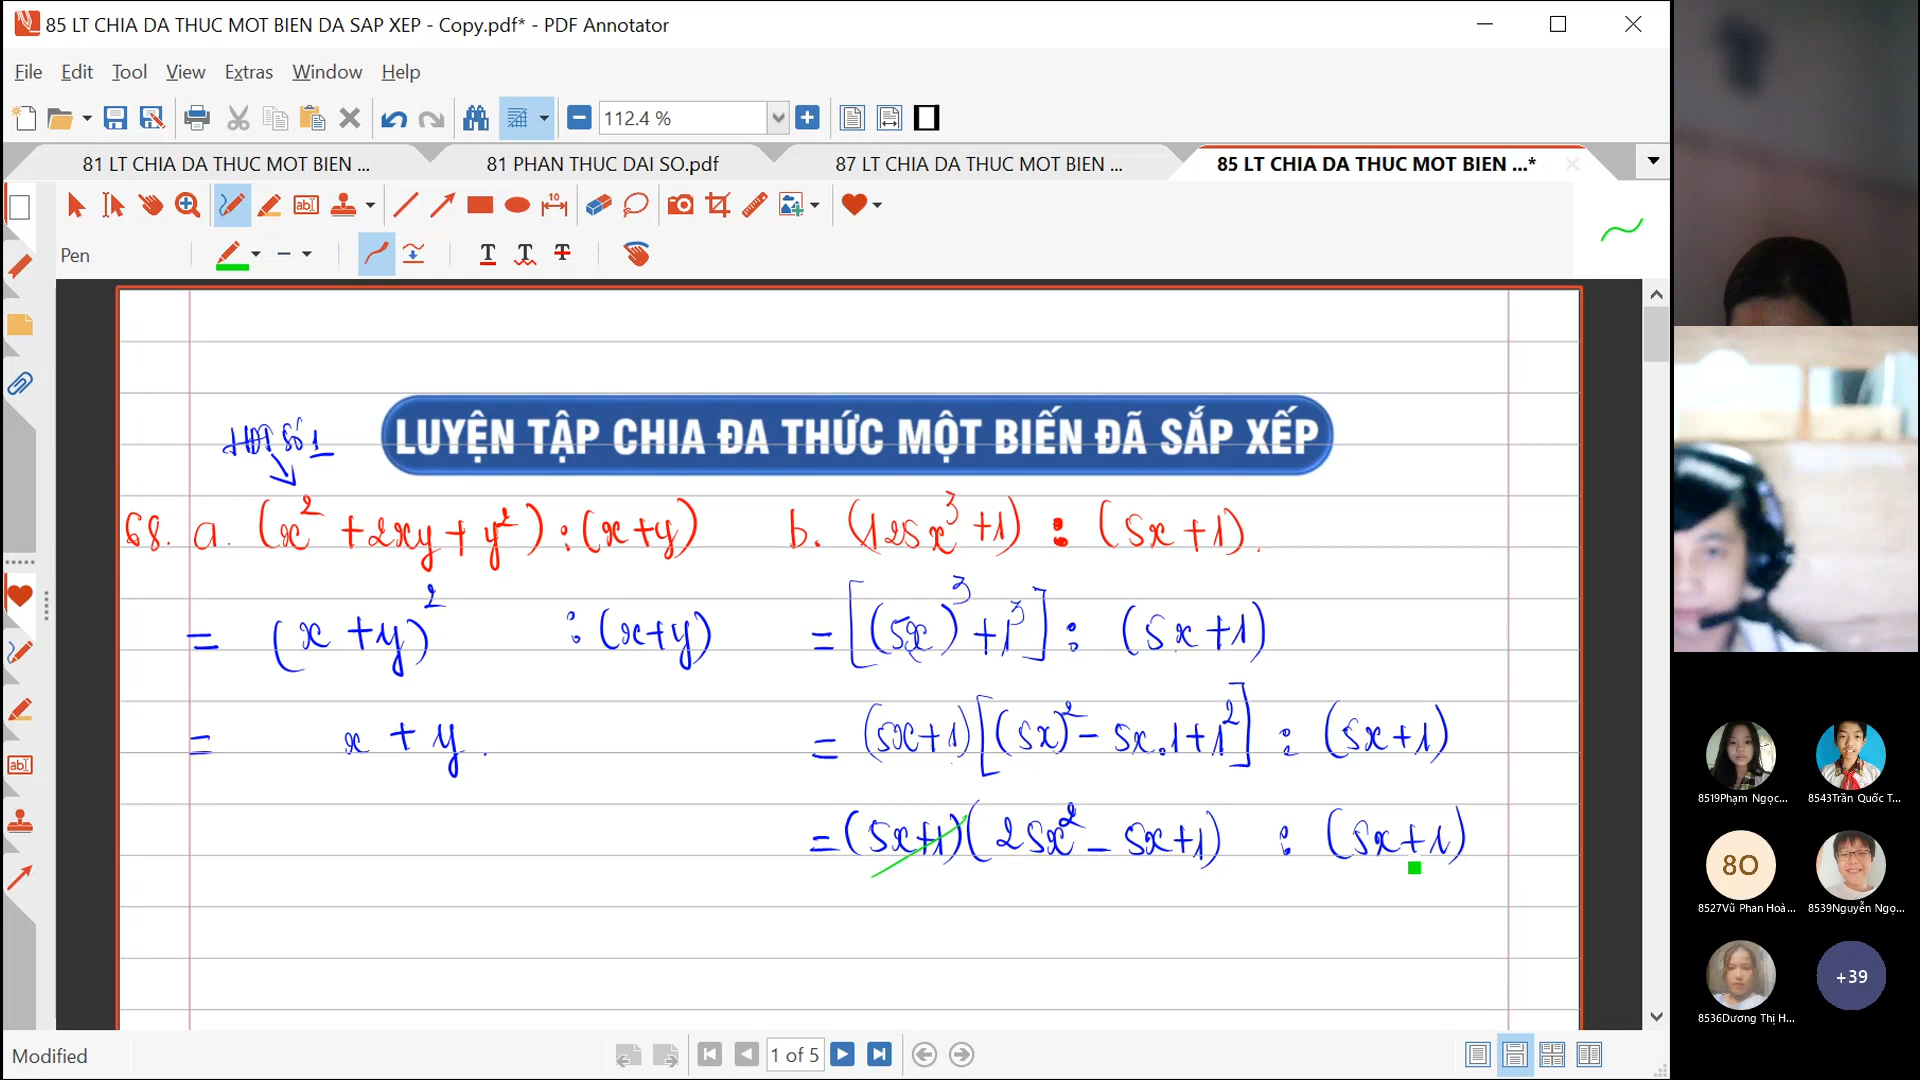 85 LT CHIA DA THUC MOT BIEN DA SAP XEP - Copy.pdf* - PDF Annotator
File Edit Tool View Extras Window Help
112.4 %
81 LT CHIA DA THUC MOT BIEN ... 81 PHAN THUC DAI SO.pdf 87 LT CHIA DA THUC MOT BIEN ... 85 LT CHIA DA THUC MOT BIEN ...*
Pen
LUYỆN TẬP CHIA ĐA THỨC MỘT BIẾN ĐÃ SẮP XẾP
HĐT Số 1
68. a. (x² + 2xy + y²) : (x+y) b. (125x³ + 1) : (5x + 1).
= (x + y)² : (x+y) = [(5x)³ + 1³] : (5x + 1)
= x + y. = (5x+1)[(5x)² - 5x.1 + 1²] : (5x+1)
= (5x+1)(25x² - 5x+1) : (5x+1)
8519Phạm Ngọc... 8543Trần Quốc T...
8O
8527Vũ Phan Hoà... 8539Nguyễn Ngọ...
+39
8536Dương Thị H...
Modified 1 of 5